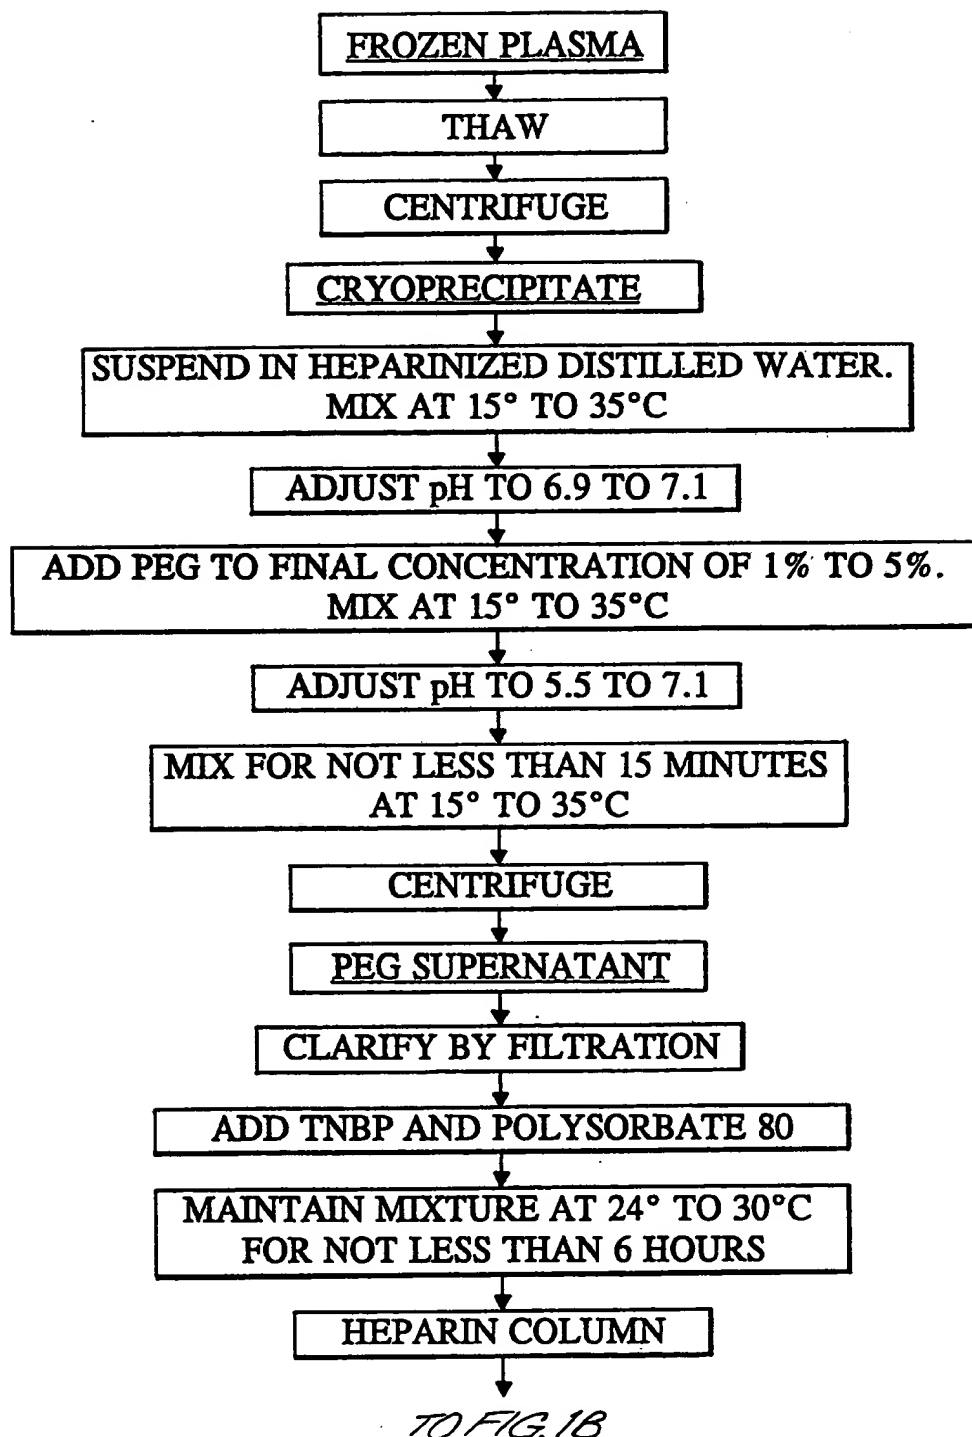 FROZEN PLASMA
THAW
CENTRIFUGE
CRYOPRECIPITATE
SUSPEND IN HEPARINIZED DISTILLED WATER.
MIX AT 15° TO 35°C
ADJUST pH TO 6.9 TO 7.1
ADD PEG TO FINAL CONCENTRATION OF 1% TO 5%.
MIX AT 15° TO 35°C
ADJUST pH TO 5.5 TO 7.1
MIX FOR NOT LESS THAN 15 MINUTES
AT 15° TO 35°C
CENTRIFUGE
PEG SUPERNATANT
CLARIFY BY FILTRATION
ADD TNBP AND POLYSORBATE 80
MAINTAIN MIXTURE AT 24° TO 30°C
FOR NOT LESS THAN 6 HOURS
HEPARIN COLUMN
TO FIG. 1B